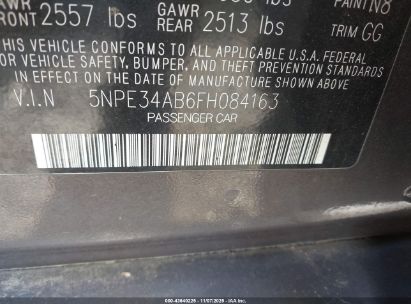 GAWR GAWR lbs PAINT N8
FRONT 2557 lbs REAR 2513 lbs TRIM GG
THIS VEHICLE CONFORMS TO ALL APPLICABLE U.S.A. FEDERAL
MOTOR VEHICLE SAFETY, BUMPER, AND THEFT PREVENTION STANDARDS
IN EFFECT ON THE DATE OF MANUFACTURE SHOWN ABOVE
V.I.N 5NPE34AB6FH084163
PASSENGER CAR